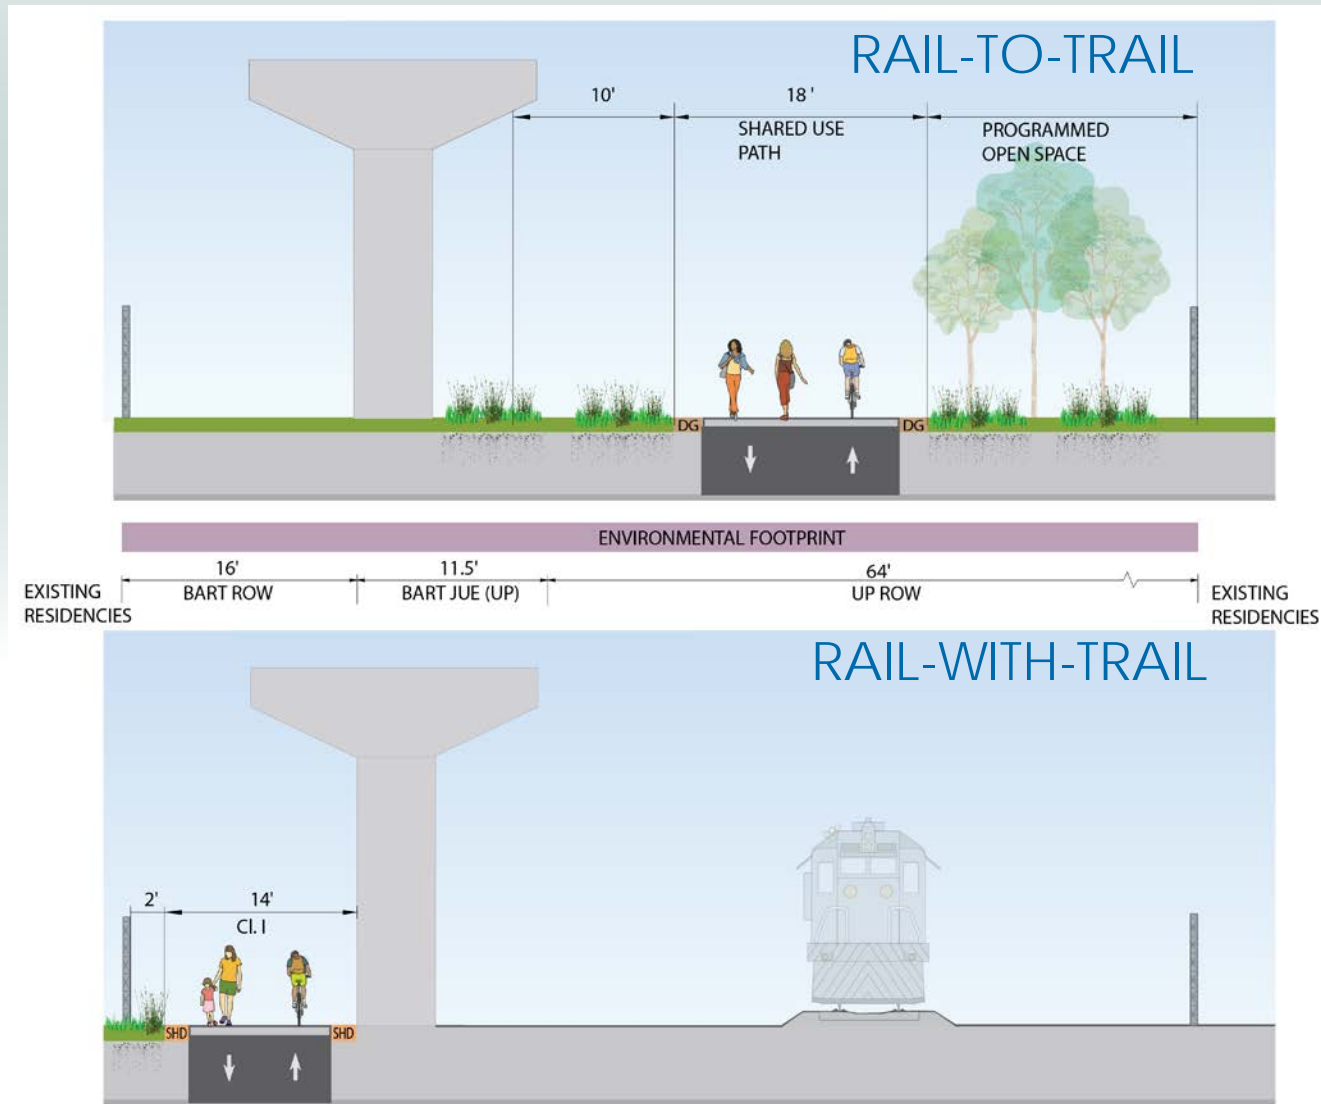 RAIL-TO-TRAIL
10'
18 '
SHARED USE
PATH
PROGRAMMED
OPEN SPACE
DG
DG
ENVIRONMENTAL FOOTPRINT
EXISTING
RESIDENCIES
16'
BART ROW
11.5'
BART JUE (UP)
64'
UP ROW
EXISTING
RESIDENCIES
RAIL-WITH-TRAIL
2'
14'
Cl. I
SHD
SHD